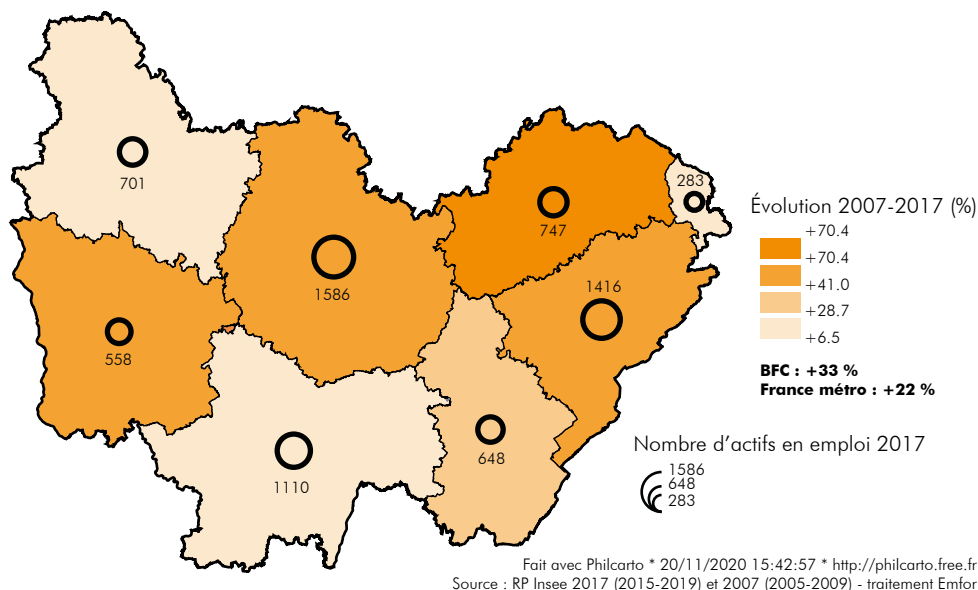 701
283
747
Évolution 2007-2017 (%)
+70.4
+70.4
+41.0
+28.7
+6.5
1586
1416
558
BFC : +33 %
France métro : +22 %
648
1110
Nombre d'actifs en emploi 2017
1586
648
283
Fait avec Philcarto * 20/11/2020 15:42:57 * http://philcarto.free.fr
Source : RP Insee 2017 (2015-2019) et 2007 (2005-2009) - traitement Emfor